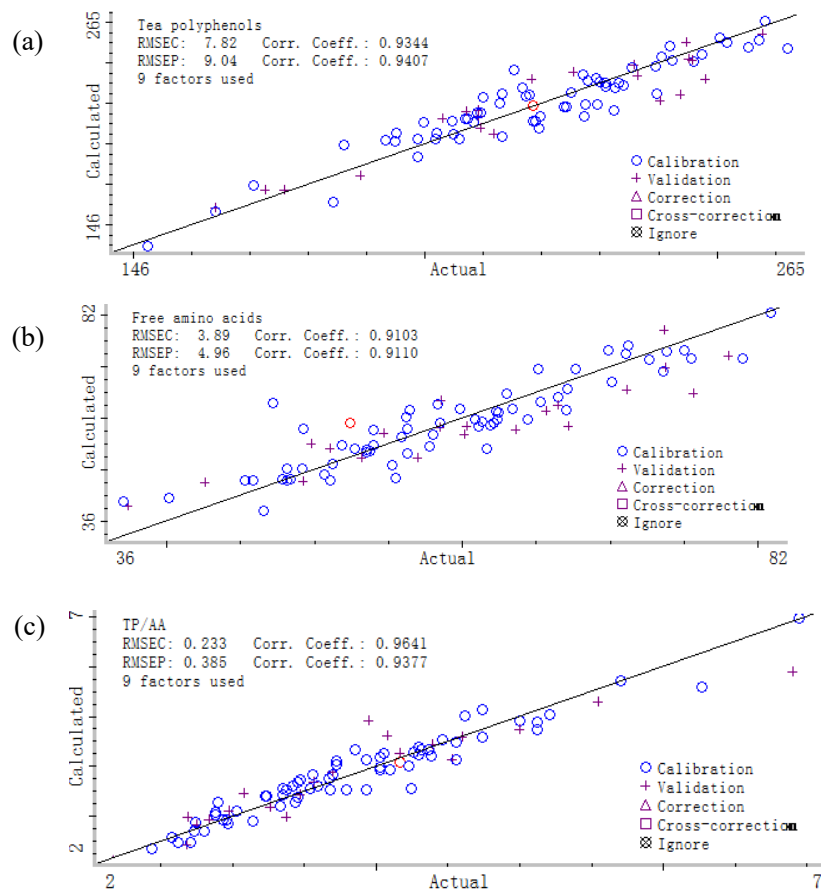 (a)
Tea polyphenols
RMSEC: 7.82 Corr. Coeff.: 0.9344
RMSEP: 9.04 Corr. Coeff.: 0.9407
9 factors used
265
Calculated
146
Calibration
Validation
Correction
Cross-correction
Ignore
146 Actual 265
(b)
Free amino acids
RMSEC: 3.89 Corr. Coeff.: 0.9103
RMSEP: 4.96 Corr. Coeff.: 0.9110
9 factors used
82
Calculated
36
Calibration
Validation
Correction
Cross-correction
Ignore
36 Actual 82
(c)
TP/AA
RMSEC: 0.233 Corr. Coeff.: 0.9641
RMSEP: 0.385 Corr. Coeff.: 0.9377
9 factors used
7
Calculated
2
Calibration
Validation
Correction
Cross-correction
Ignore
2 Actual 7